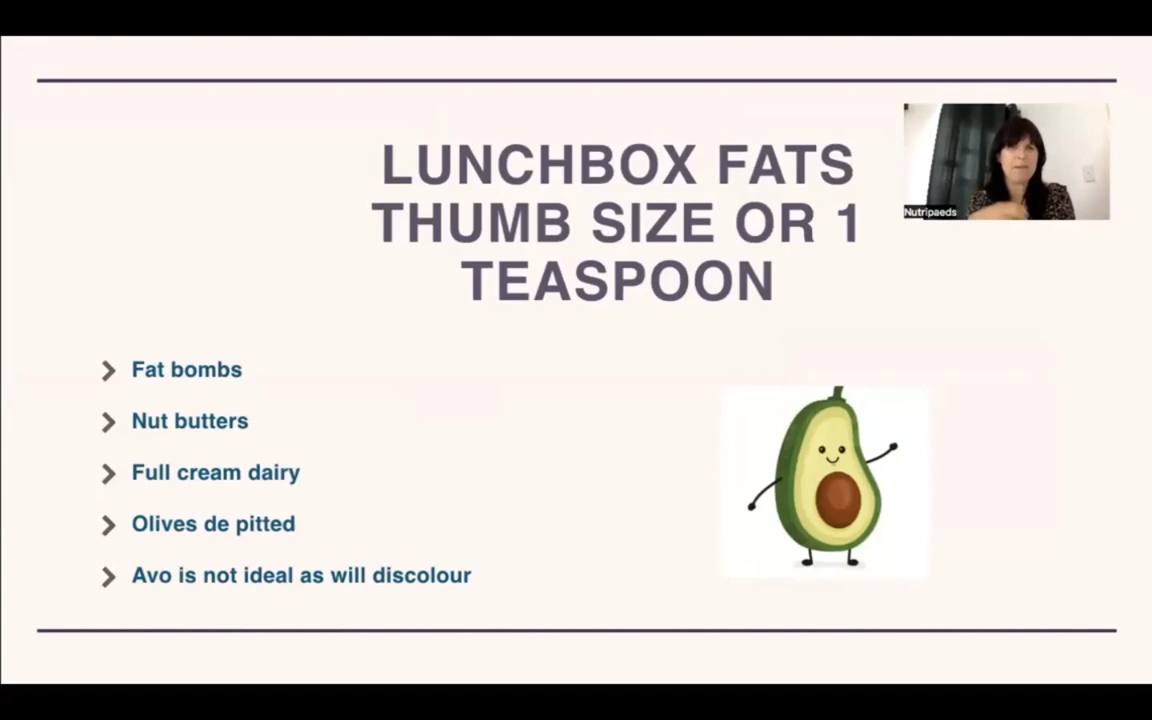 LUNCHBOX FATS
THUMB SIZE OR 1
TEASPOON
Nutripaeds
Fat bombs
Nut butters
Full cream dairy
Olives de pitted
Avo is not ideal as will discolour